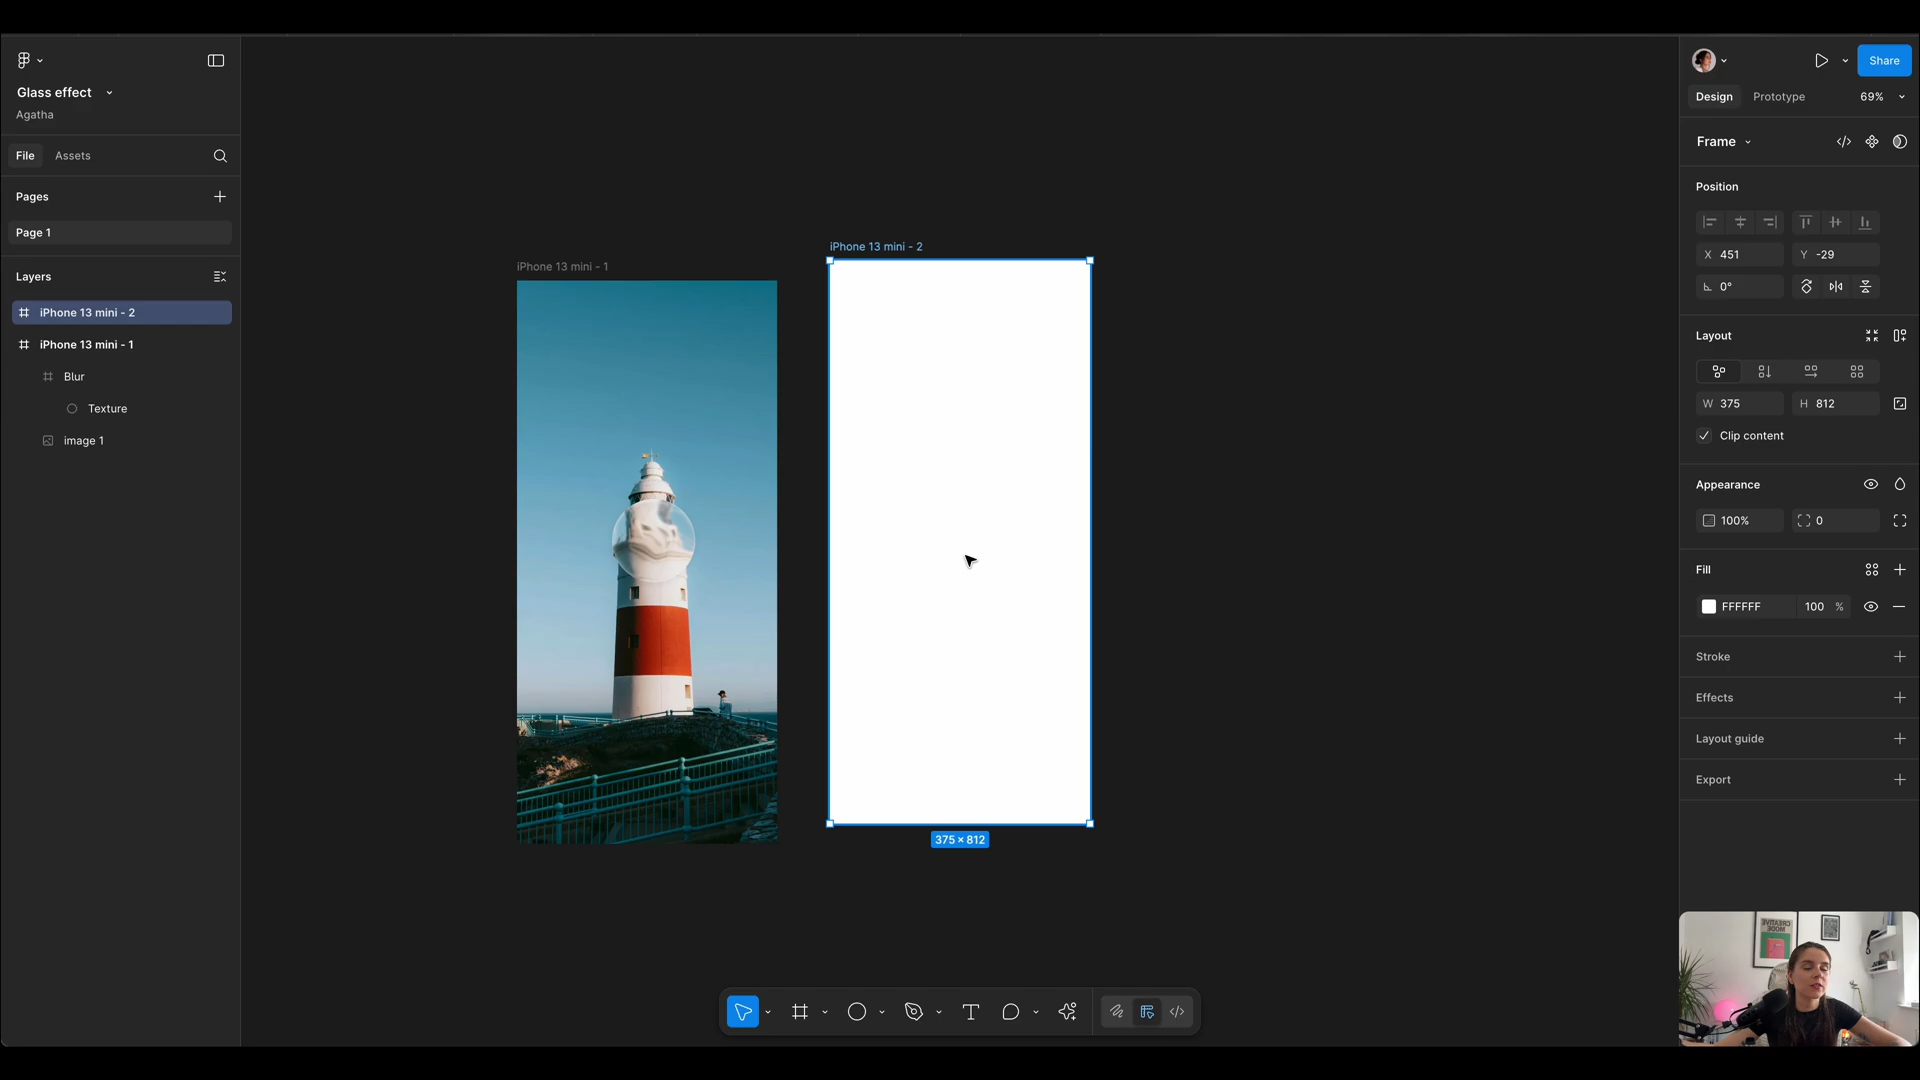 Glass effect
Agatha
File
Assets
Pages
Page 1
Layers
iPhone 13 mini - 2
iPhone 13 mini - 1
Blur
Texture
image 1
iPhone 13 mini - 1
iPhone 13 mini - 2
375 × 812
Share
Design
Prototype
69%
Frame
Position
X 451
Y -29
0°
Layout
W 375
H 812
Clip content
Appearance
100%
0
Fill
FFFFFF
100 %
Stroke
Effects
Layout guide
Export